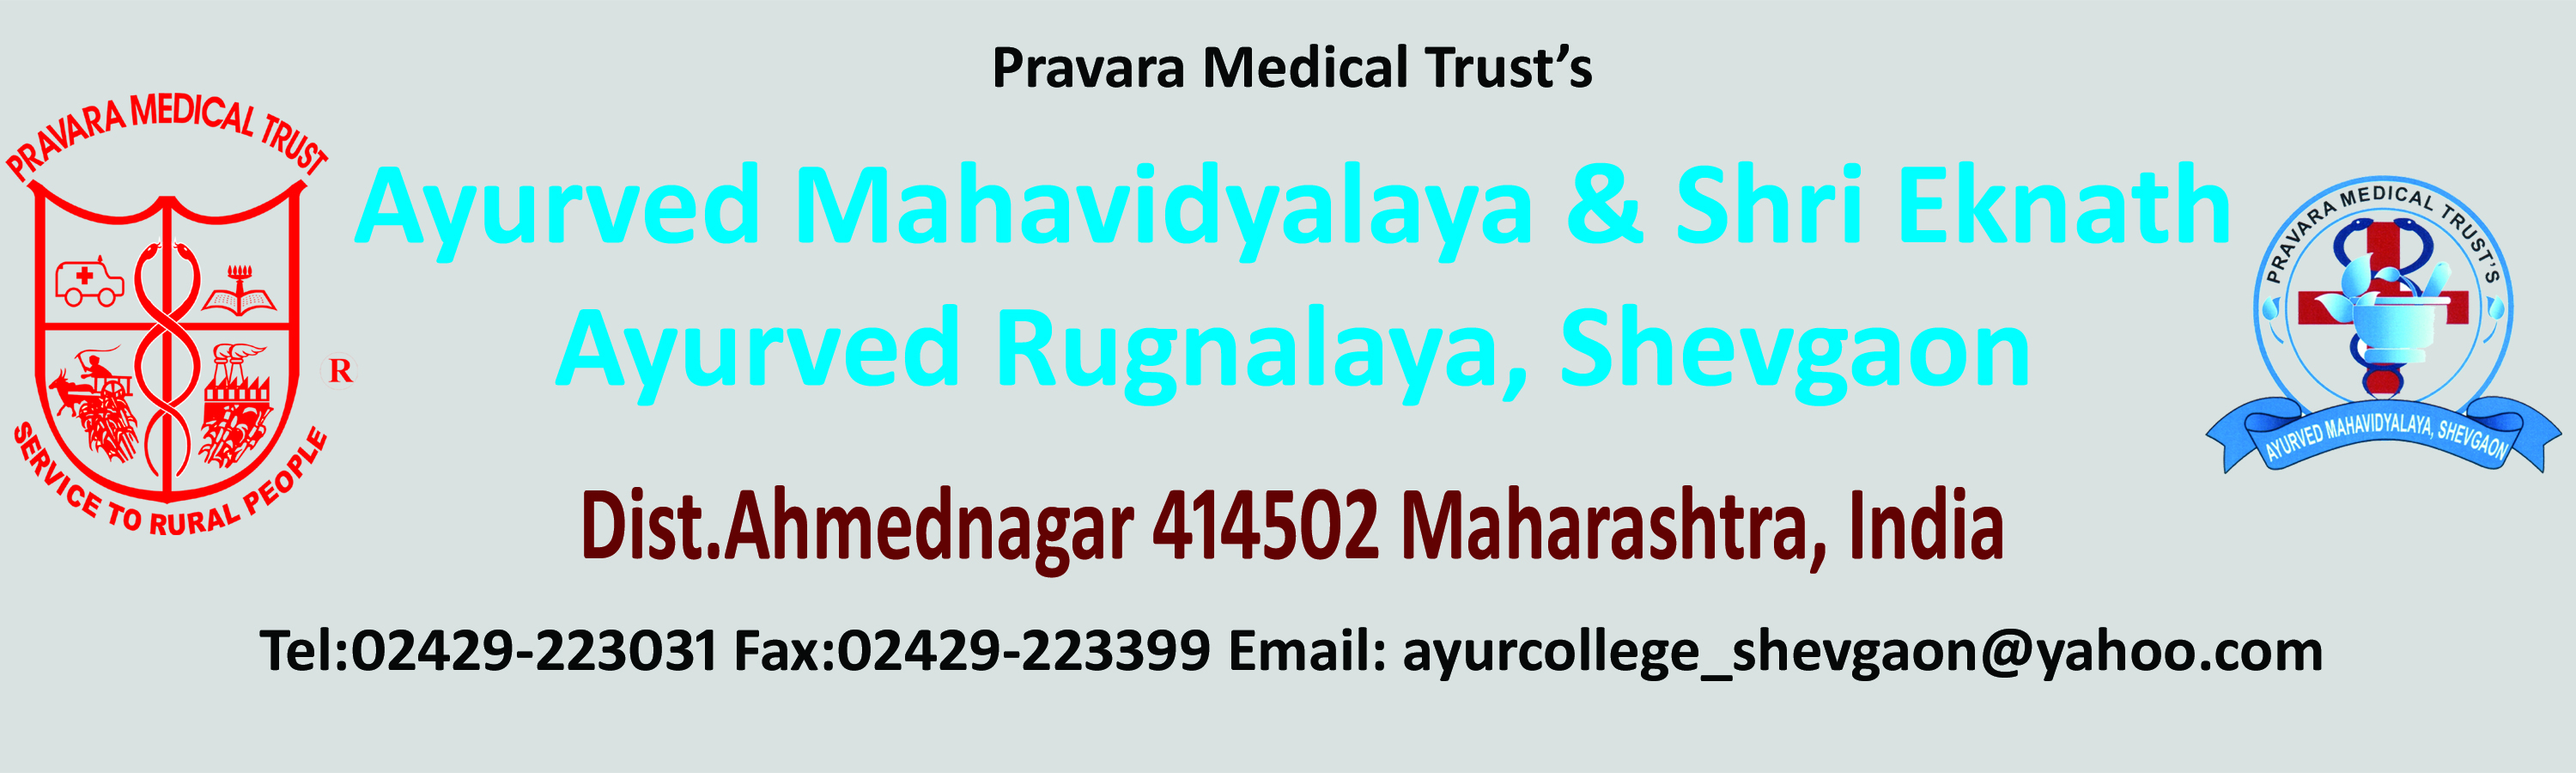 Pravara Medical Trust’s
PRAVARA MEDICAL TRUST
Ayurved Mahavidyalaya & Shri Eknath
Ayurved Rugnalaya, Shevgaon
R
SERVICE TO RURAL PEOPLE
PRAVARA MEDICAL TRUST'S
AYURVED MAHAVIDYALAYA, SHEVGAON
Dist.Ahmednagar 414502 Maharashtra, India
Tel:02429-223031 Fax:02429-223399 Email: ayurcollege_shevgaon@yahoo.com